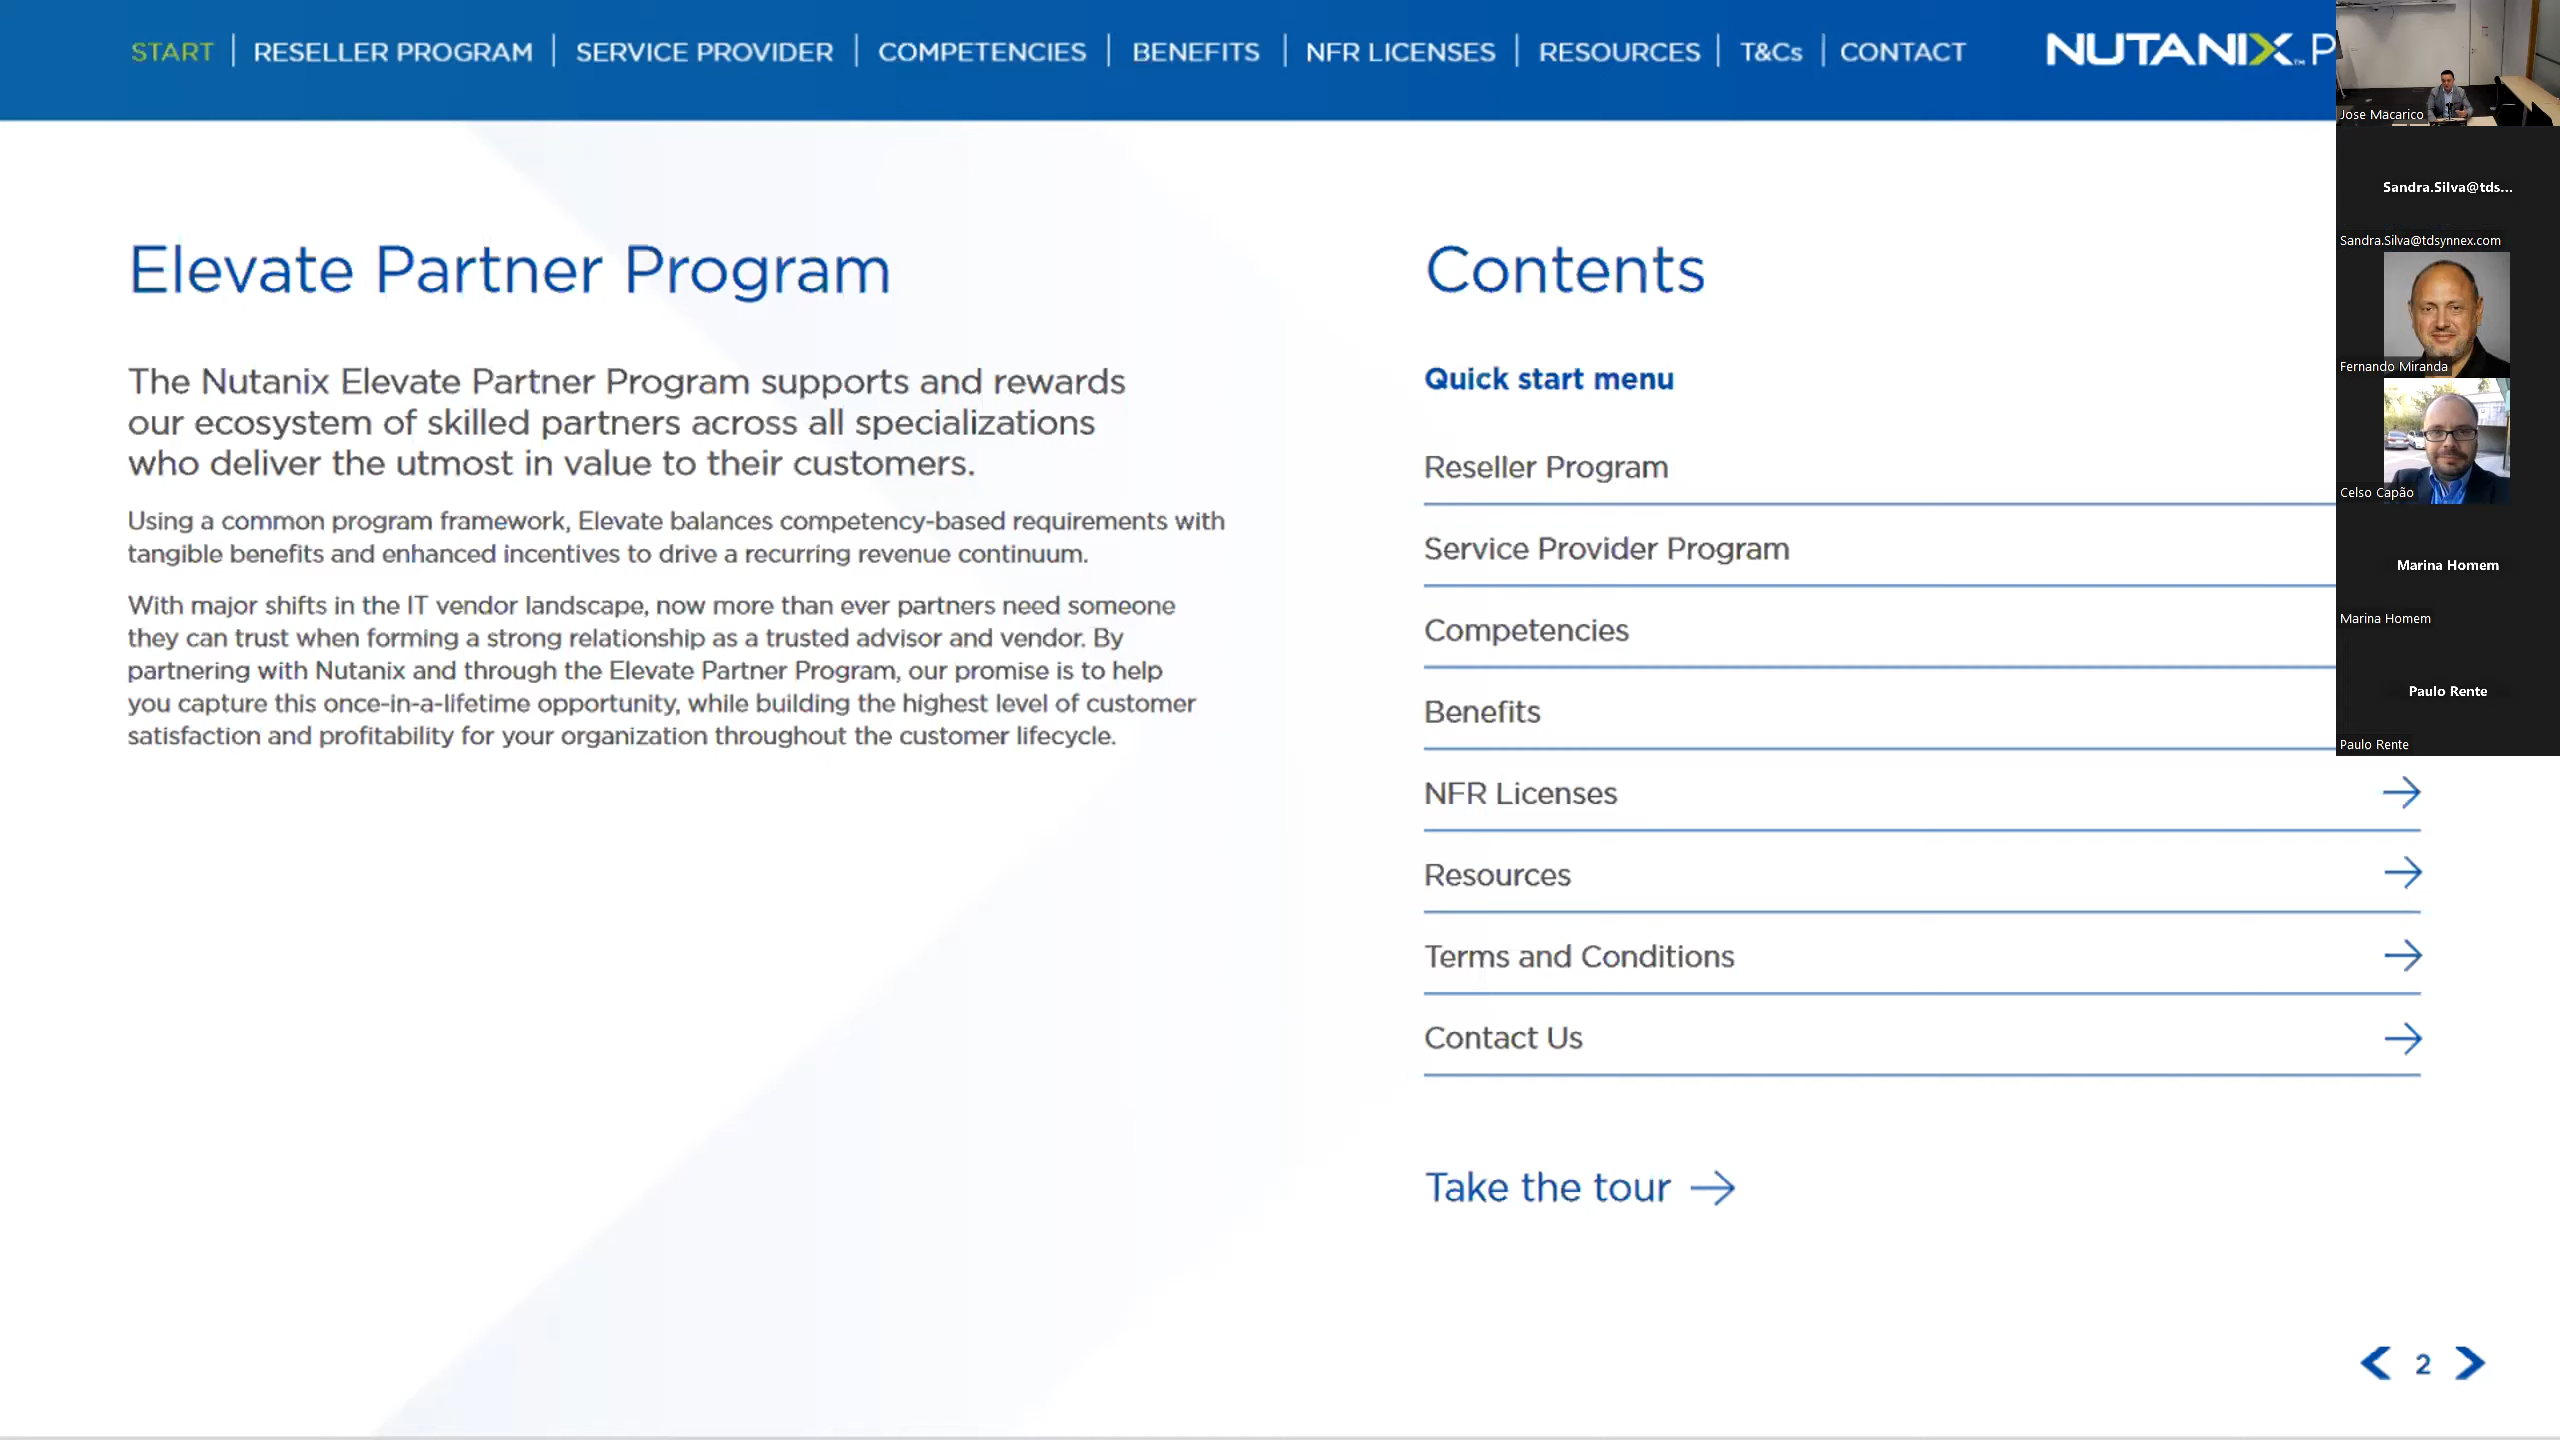 START | RESELLER PROGRAM | SERVICE PROVIDER | COMPETENCIES | BENEFITS | NFR LICENSES | RESOURCES | T&Cs | CONTACT
NUTANIX™ P
Elevate Partner Program
The Nutanix Elevate Partner Program supports and rewards
our ecosystem of skilled partners across all specializations
who deliver the utmost in value to their customers.
Using a common program framework, Elevate balances competency-based requirements with
tangible benefits and enhanced incentives to drive a recurring revenue continuum.
With major shifts in the IT vendor landscape, now more than ever partners need someone
they can trust when forming a strong relationship as a trusted advisor and vendor. By
partnering with Nutanix and through the Elevate Partner Program, our promise is to help
you capture this once-in-a-lifetime opportunity, while building the highest level of customer
satisfaction and profitability for your organization throughout the customer lifecycle.
Contents
Quick start menu
Reseller Program
Service Provider Program
Competencies
Benefits
NFR Licenses
Resources
Terms and Conditions
Contact Us
Take the tour
2
Jose Macarico
Sandra.Silva@tds...
Sandra.Silva@tdsynnex.com
Fernando Miranda
Celso Capão
Marina Homem
Marina Homem
Paulo Rente
Paulo Rente